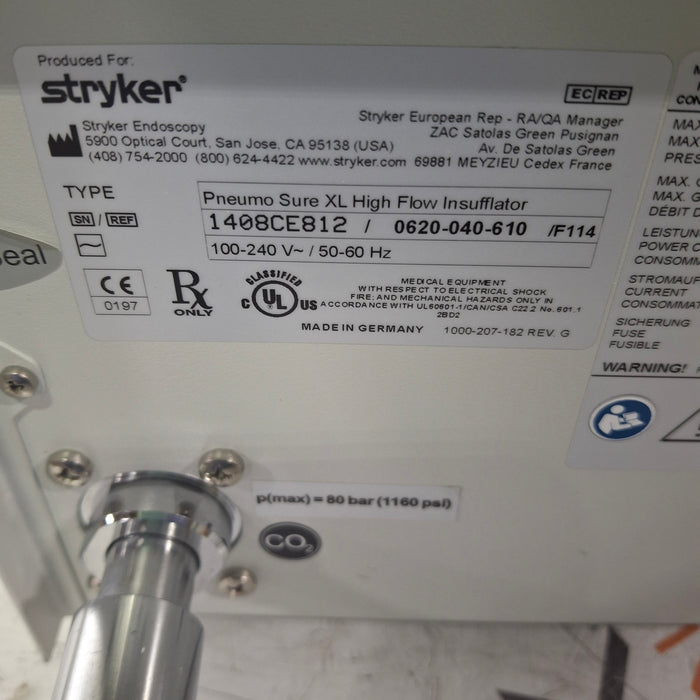 Produced For:
stryker®
EC REP
Stryker Endoscopy
5900 Optical Court, San Jose, CA 95138 (USA)
(408) 754-2000 (800) 624-4422 www.stryker.com
Stryker European Rep - RA/QA Manager
ZAC Satolas Green Pusignan
Av. De Satolas Green
69881 MEYZIEU Cedex France
TYPE
Pneumo Sure XL High Flow Insufflator
SN / REF
1408CE812 / 0620-040-610 /F114
100-240 V~ / 50-60 Hz
CE
0197
Rx
ONLY
CLASSIFIED
C UL US
MEDICAL EQUIPMENT
WITH RESPECT TO ELECTRICAL SHOCK
FIRE, AND MECHANICAL HAZARDS ONLY IN
ACCORDANCE WITH UL60601-1/CAN/CSA C22.2 No. 601.1
2BD2
MADE IN GERMANY
1000-207-182 REV. G
MAX
MAX
PRES
MAX. 
MAX. 
DÉBIT
LEISTUN
POWER C
CONSOMM
STROMAUF
CURRENT
CONSOMMAT
SICHERUNG
FUSE
FUSIBLE
WARNING!
eal
p(max) = 80 bar (1160 psi)
CO2